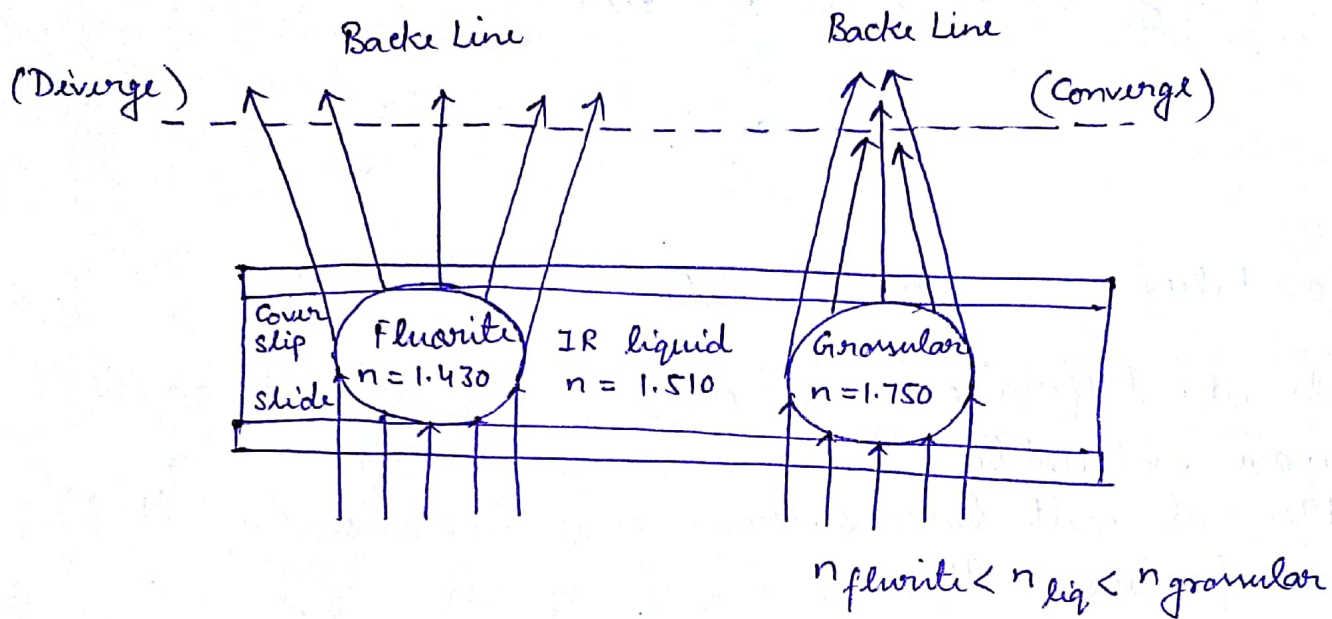 Backe Line
Backe Line
(Diverge)
(Converge)
Cover
slip
slide
Fluorite
n = 1.430
IR liquid
n = 1.510
Grossular
n = 1.750
n flurite < n liq < n grossular